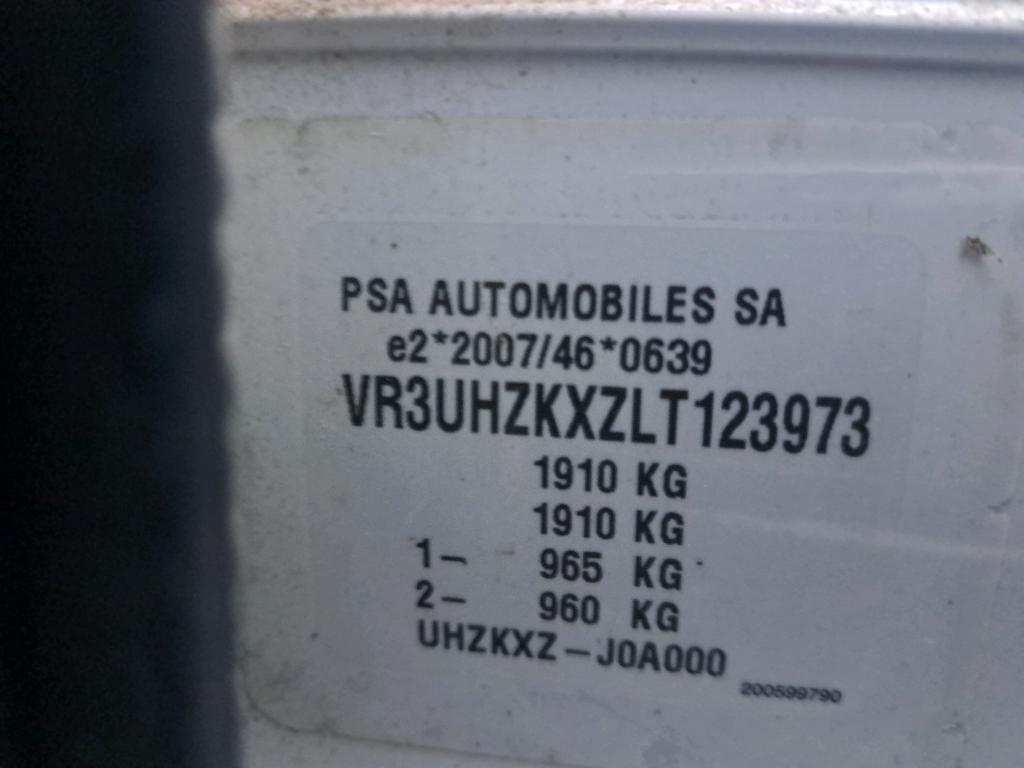 PSA AUTOMOBILES SA
e2*2007/46*0639
VR3UHZKXZLT123973
1910 KG
1910 KG
1- 965 KG
2- 960 KG
UHZKXZ-J0A000
200599790